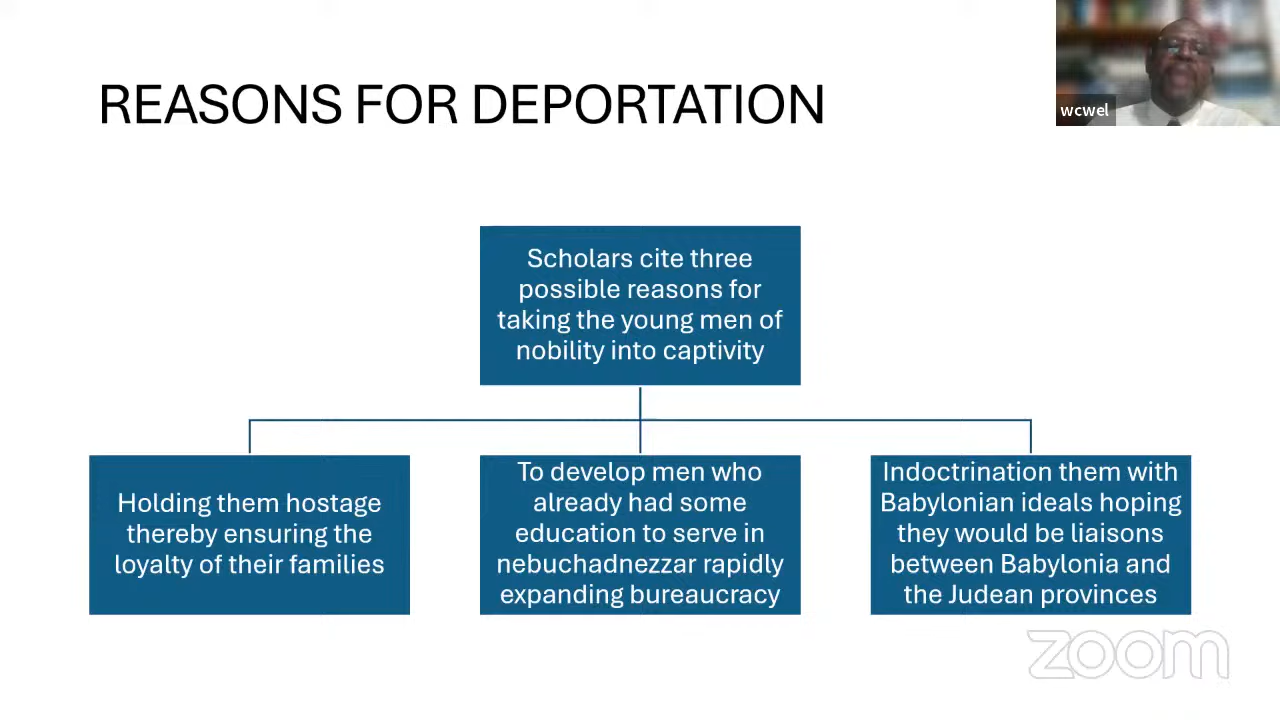 REASONS FOR DEPORTATION
wcwel
Scholars cite three
possible reasons for
taking the young men of
nobility into captivity
Holding them hostage
thereby ensuring the
loyalty of their families
To develop men who
already had some
education to serve in
nebuchadnezzar rapidly
expanding bureaucracy
Indoctrination them with
Babylonian ideals hoping
they would be liaisons
between Babylonia and
the Judean provinces
zoom